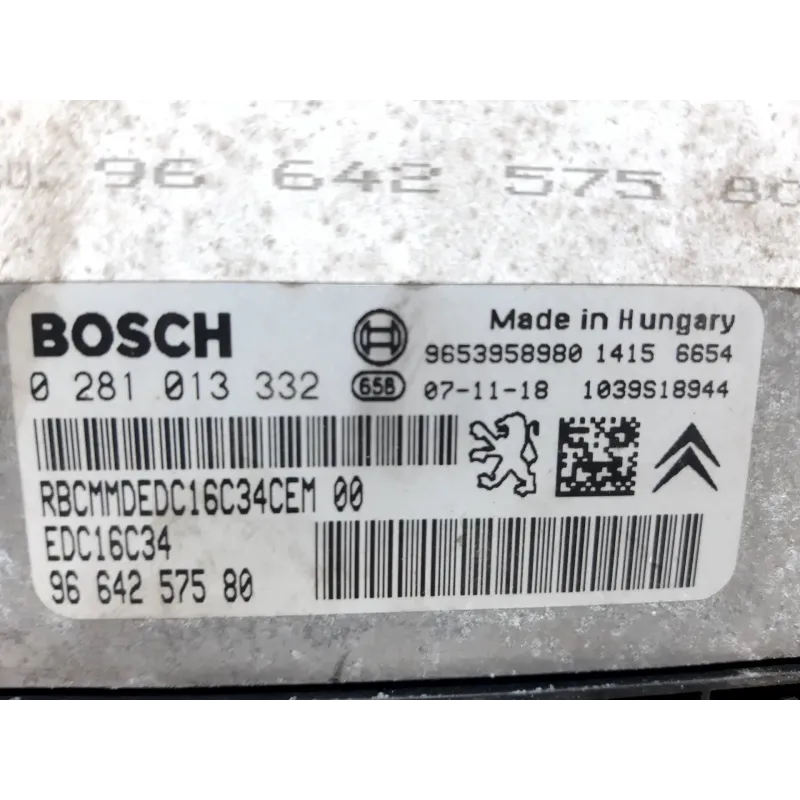 96 642 575 80
BOSCH
Made in Hungary
9653958980 1415 6654
0 281 013 332
658
07-11-18 1039S18944
RBCMMDEDC16C34CEM 00
EDC16C34
96 642 575 80